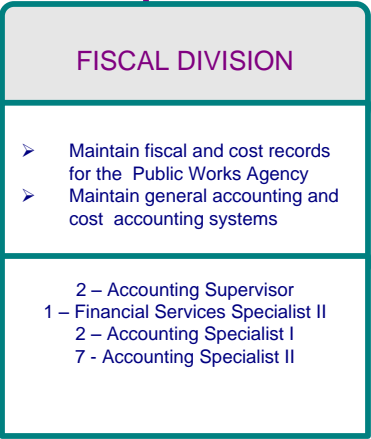 FISCAL DIVISION
➢ Maintain fiscal and cost records
for the Public Works Agency
➢ Maintain general accounting and
cost accounting systems
2 – Accounting Supervisor
1 – Financial Services Specialist II
2 – Accounting Specialist I
7 - Accounting Specialist II